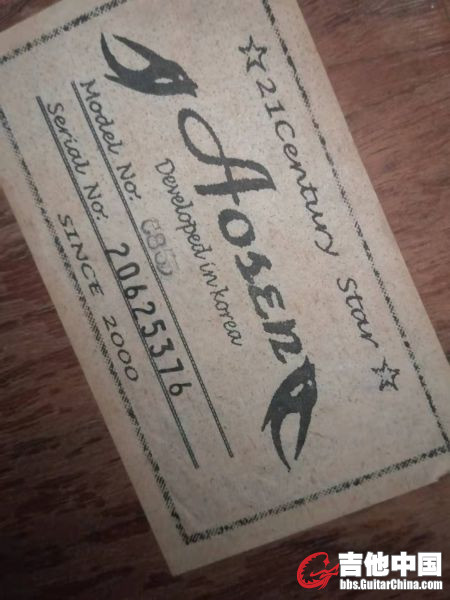 ☆21Century Star☆
Aosen
Developed in korea
Model No. C85
Serial No. 20625376
SINCE 2000
吉他中国
bbs.GuitarChina.com